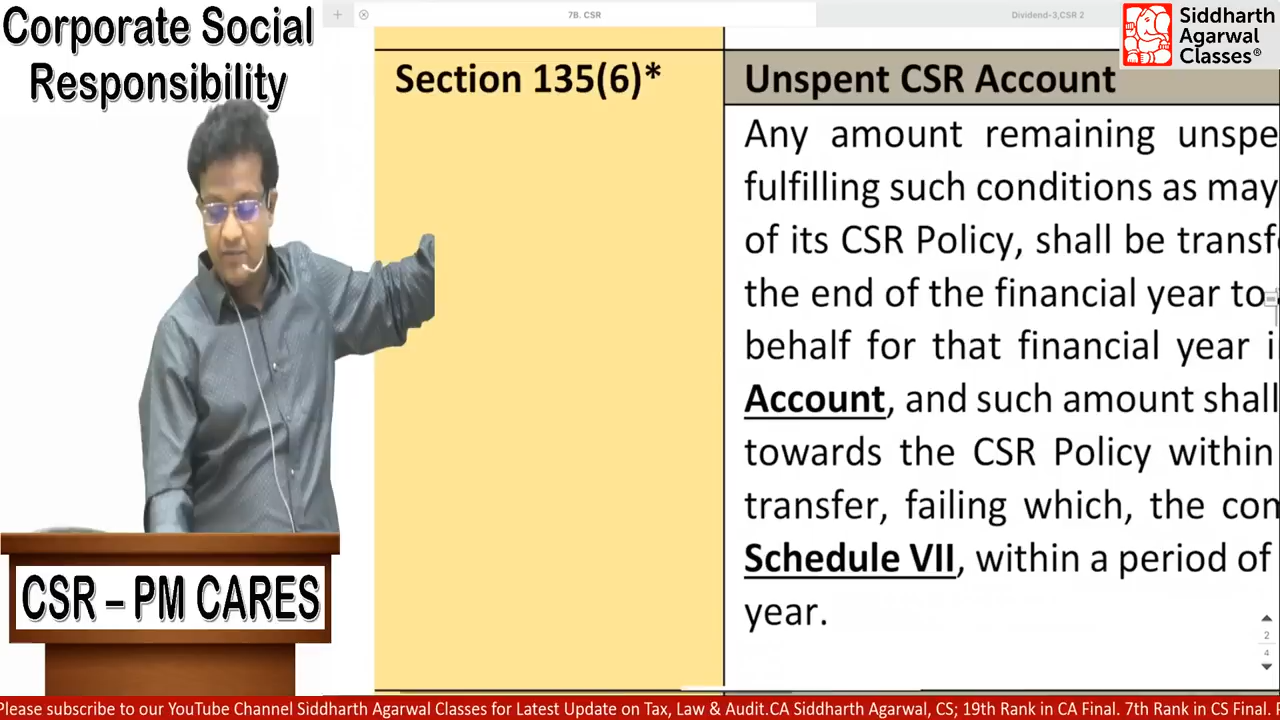 Corporate Social
Responsibility
7B. CSR
Dividend-3,CSR 2
Siddharth
Agarwal
Classes®
Section 135(6)*
Unspent CSR Account
Any amount remaining unspe
fulfilling such conditions as may
of its CSR Policy, shall be transfe
the end of the financial year to
behalf for that financial year i
Account, and such amount shall
towards the CSR Policy within
transfer, failing which, the con
Schedule VII, within a period of
year.
2
4
CSR – PM CARES
Please subscribe to our YouTube Channel Siddharth Agarwal Classes for Latest Update on Tax, Law & Audit.CA Siddharth Agarwal, CS; 19th Rank in CA Final. 7th Rank in CS Final.